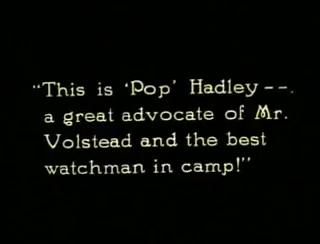 "This is 'Pop' Hadley --.
a great advocate of Mr.
Volstead and the best
watchman in camp!"